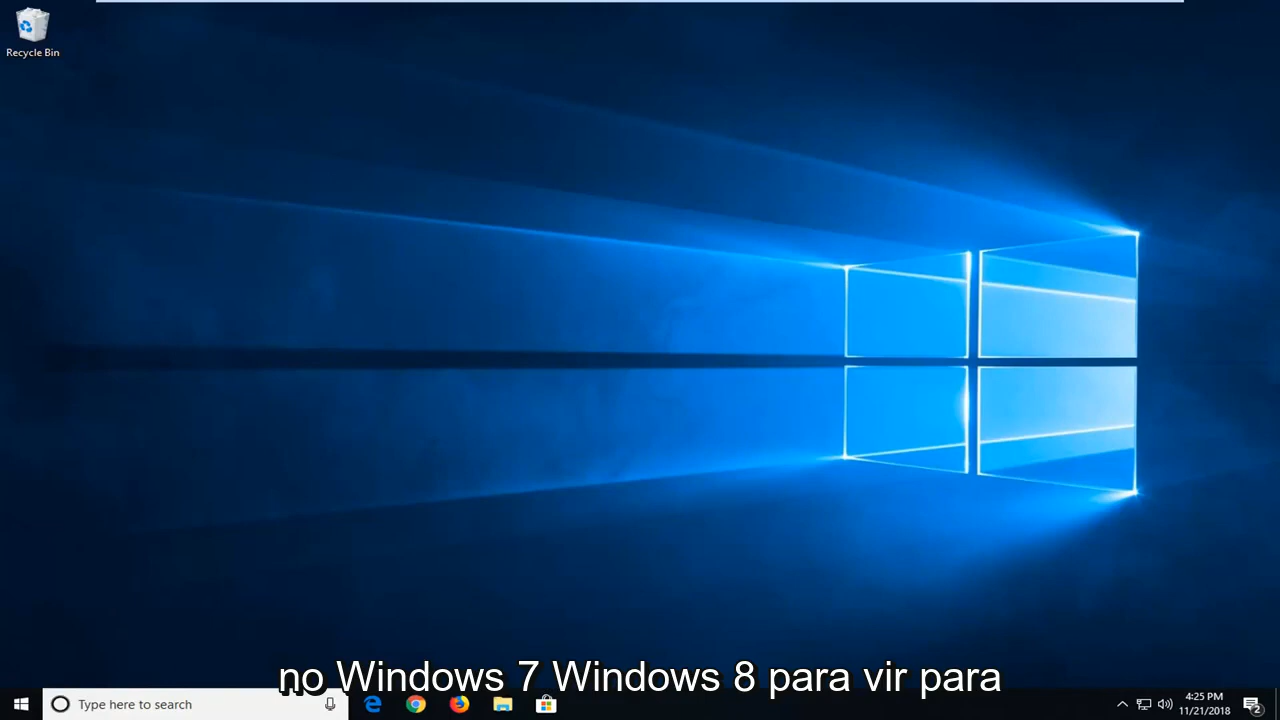 Recycle Bin
no Windows 7 Windows 8 para vir para
Type here to search
4:25 PM
11/21/2018
2